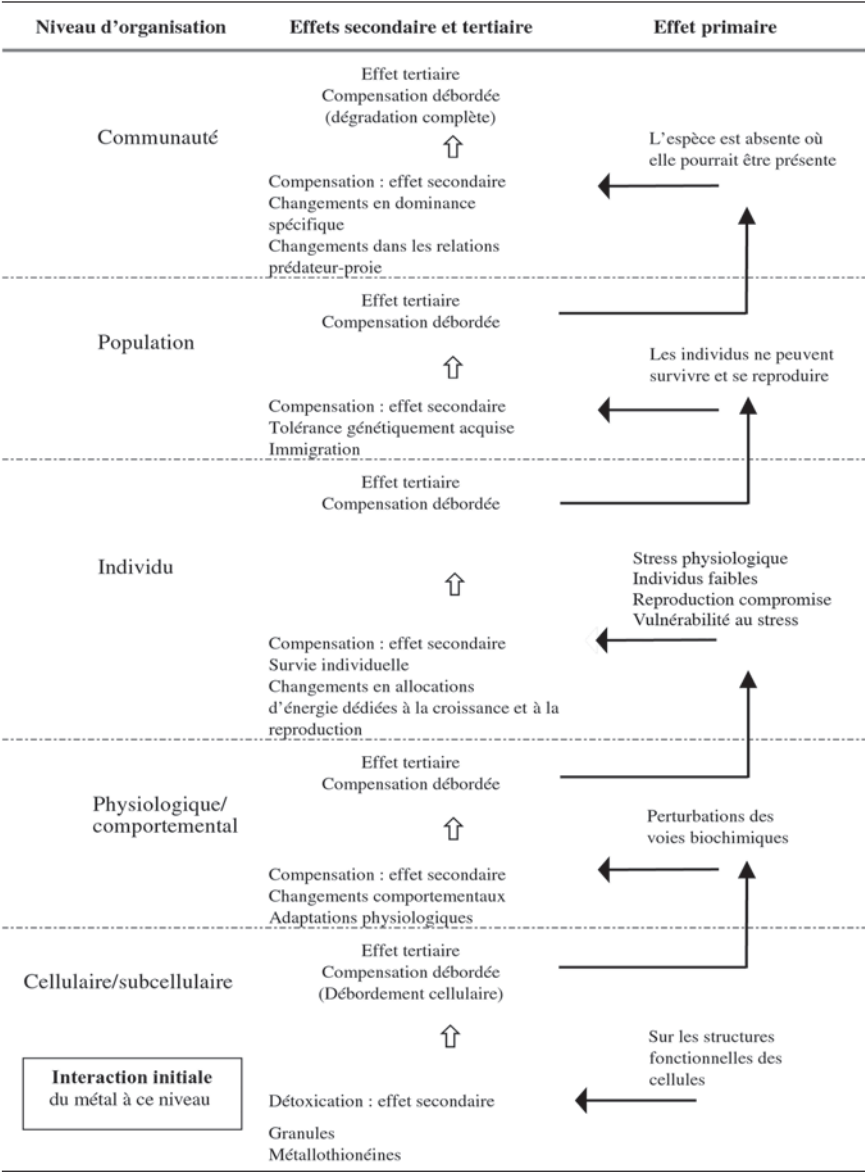 Niveau d'organisation
Effets secondaire et tertiaire
Effet primaire
Communauté
Effet tertiaire
Compensation débordée
(dégradation complète)
Compensation : effet secondaire
Changements en dominance
spécifique
Changements dans les relations
prédateur-proie
L'espèce est absente où
elle pourrait être présente
Population
Effet tertiaire
Compensation débordée
Compensation : effet secondaire
Tolérance génétiquement acquise
Immigration
Les individus ne peuvent
survivre et se reproduire
Individu
Effet tertiaire
Compensation débordée
Compensation : effet secondaire
Survie individuelle
Changements en allocations
d'énergie dédiées à la croissance et à la
reproduction
Stress physiologique
Individus faibles
Reproduction compromise
Vulnérabilité au stress
Physiologique/
comportemental
Effet tertiaire
Compensation débordée
Compensation : effet secondaire
Changements comportementaux
Adaptations physiologiques
Perturbations des
voies biochimiques
Cellulaire/subcellulaire
Effet tertiaire
Compensation débordée
(Débordement cellulaire)
Interaction initiale
du métal à ce niveau
Détoxication : effet secondaire
Granules
Métallothionéines
Sur les structures
fonctionnelles des
cellules